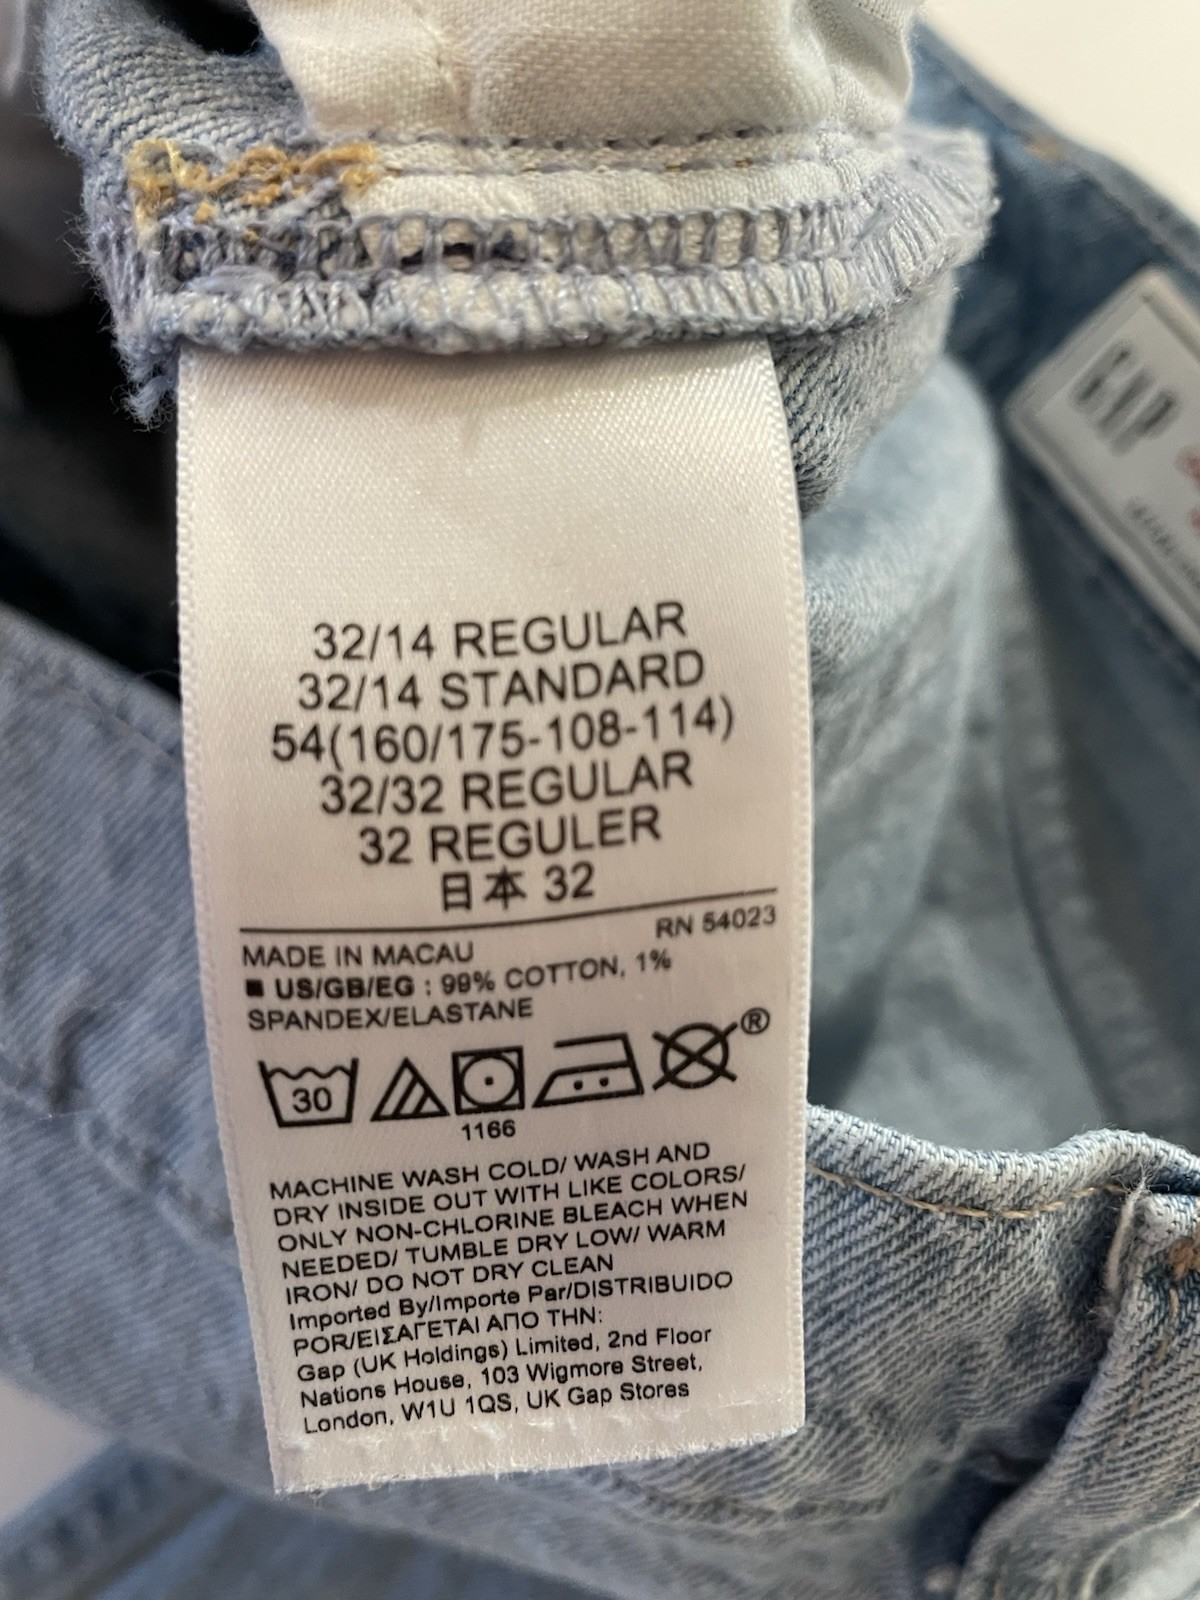 32/14 REGULAR
32/14 STANDARD
54(160/175-108-114)
32/32 REGULAR
32 REGULER
日本 32
RN 54023
MADE IN MACAU
■ US/GB/EG : 99% COTTON, 1%
SPANDEX/ELASTANE
30
®
1166
MACHINE WASH COLD/ WASH AND
DRY INSIDE OUT WITH LIKE COLORS/
ONLY NON-CHLORINE BLEACH WHEN
NEEDED/ TUMBLE DRY LOW/ WARM
IRON/ DO NOT DRY CLEAN
Imported By/Importe Par/DISTRIBUIDO
POR/ΕΙΣΑΓΕΤΑΙ ΑΠΟ ΤΗΝ:
Gap (UK Holdings) Limited, 2nd Floor
Nations House, 103 Wigmore Street,
London, W1U 1QS, UK Gap Stores
GAP